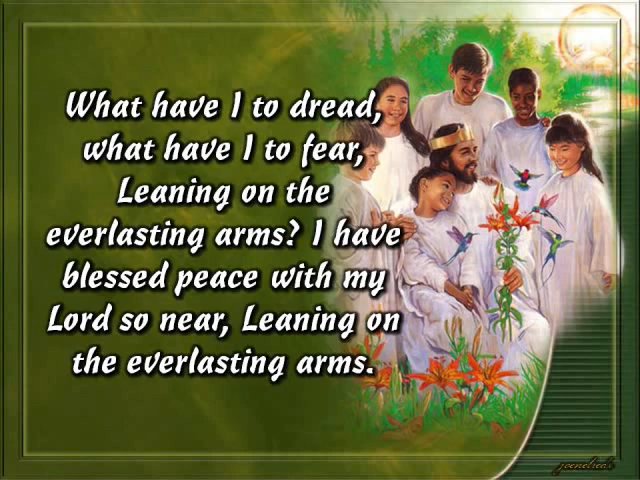 What have I to dread,
what have I to fear,
Leaning on the
everlasting arms? I have
blessed peace with my
Lord so near, Leaning on
the everlasting arms.